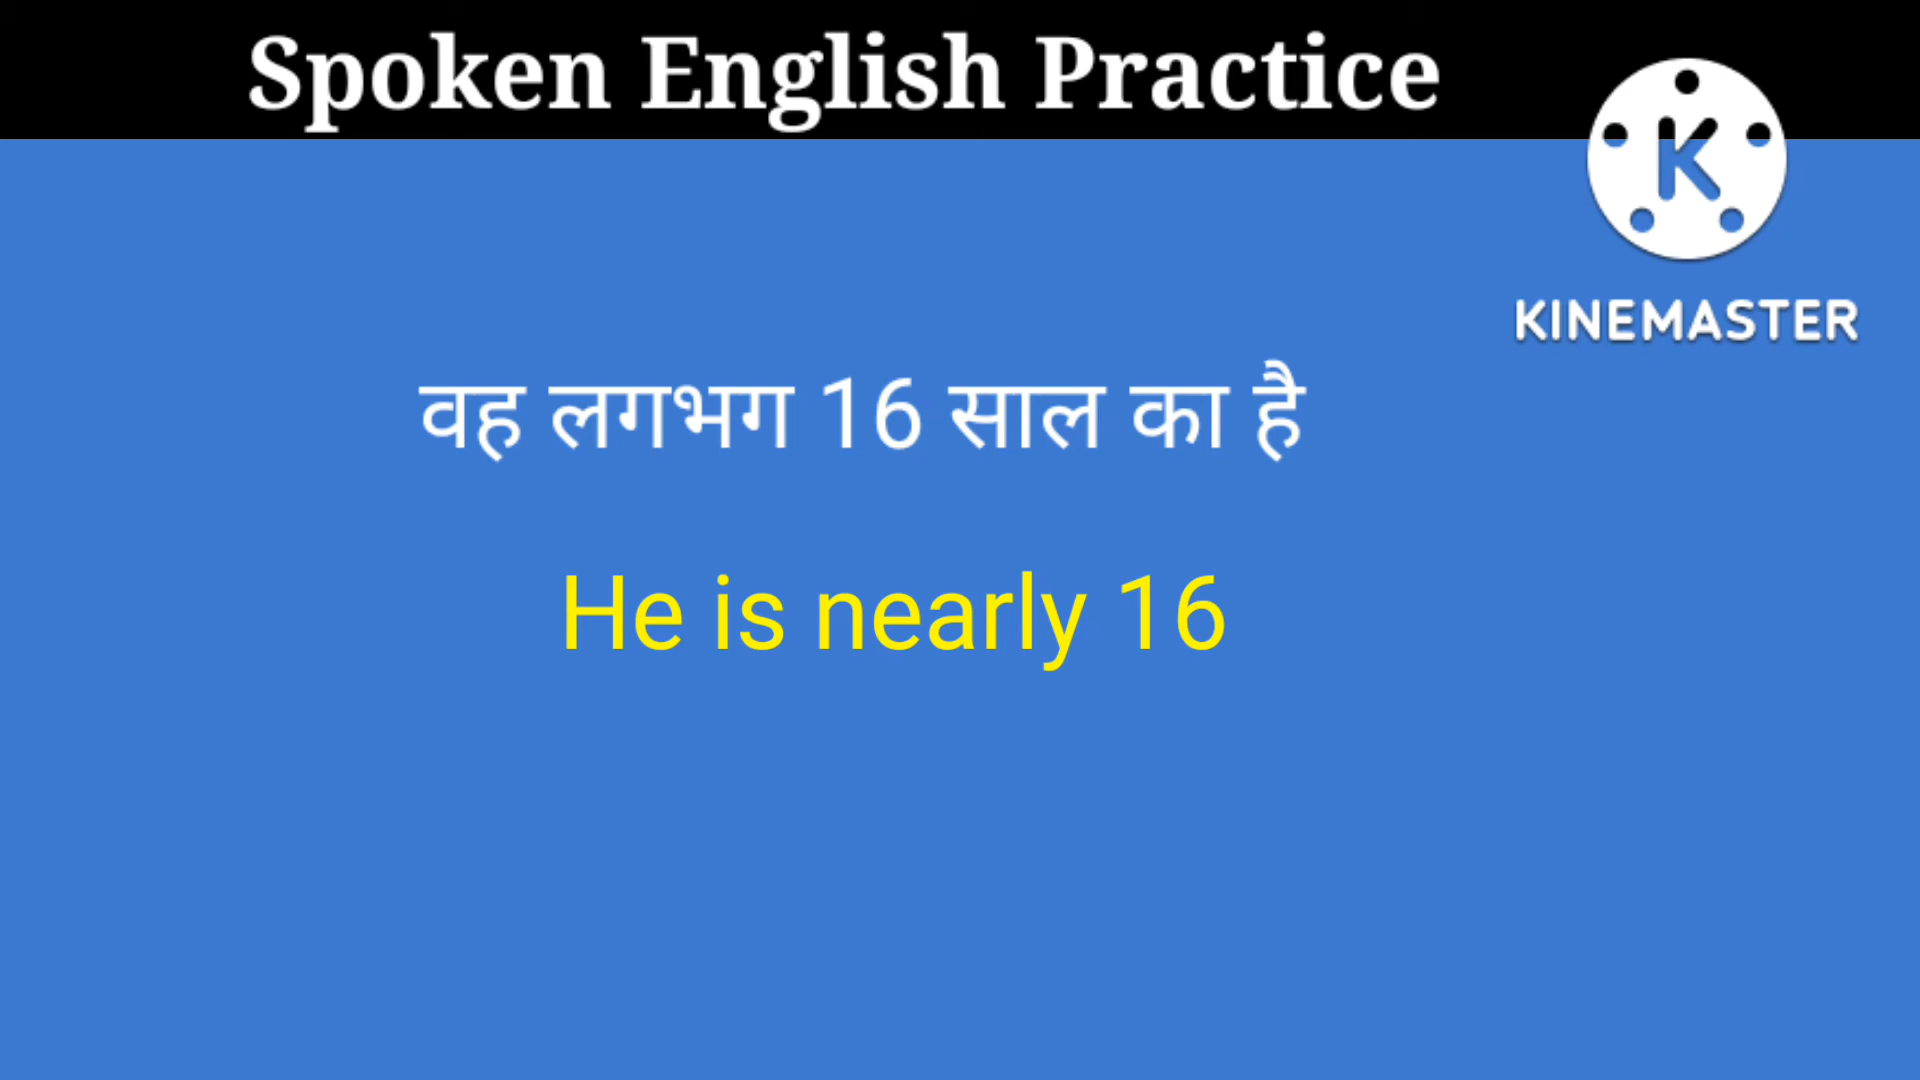 Spoken English Practice
K
KINEMASTER
वह लगभग 16 साल का है
He is nearly 16